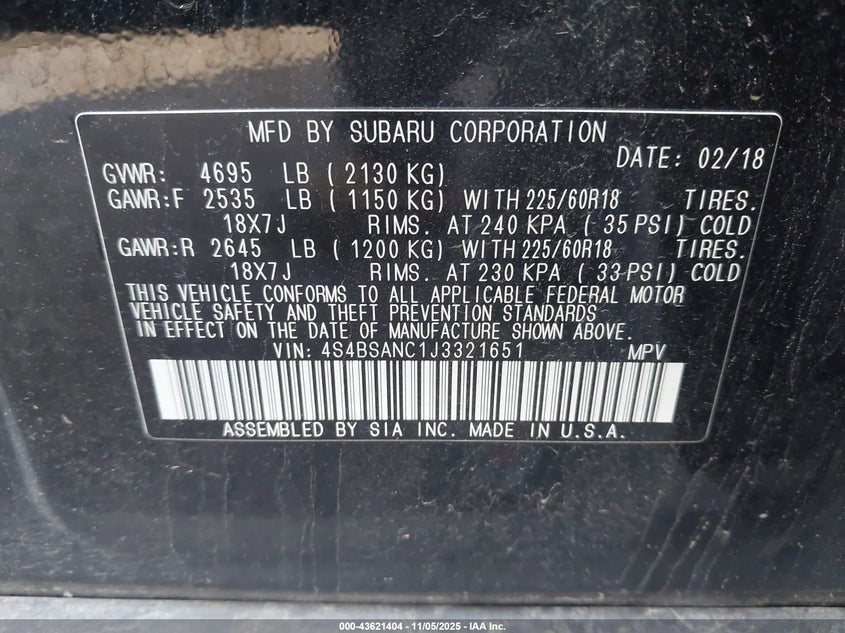 MFD BY SUBARU CORPORATION
DATE: 02/18
GVWR: 4695 LB ( 2130 KG)
GAWR:F 2535 LB ( 1150 KG) WITH 225/60R18 TIRES.
18X7J RIMS. AT 240 KPA ( 35 PSI) COLD
GAWR:R 2645 LB ( 1200 KG) WITH 225/60R18 TIRES.
18X7J RIMS. AT 230 KPA ( 33 PSI) COLD
THIS VEHICLE CONFORMS TO ALL APPLICABLE FEDERAL MOTOR
VEHICLE SAFETY AND THEFT PREVENTION STANDARDS
IN EFFECT ON THE DATE OF MANUFACTURE SHOWN ABOVE.
VIN: 4S4BSANC1J3321651 MPV
ASSEMBLED BY SIA INC. MADE IN U.S.A.
000-43621404 - 11/05/2025 - IAA Inc.